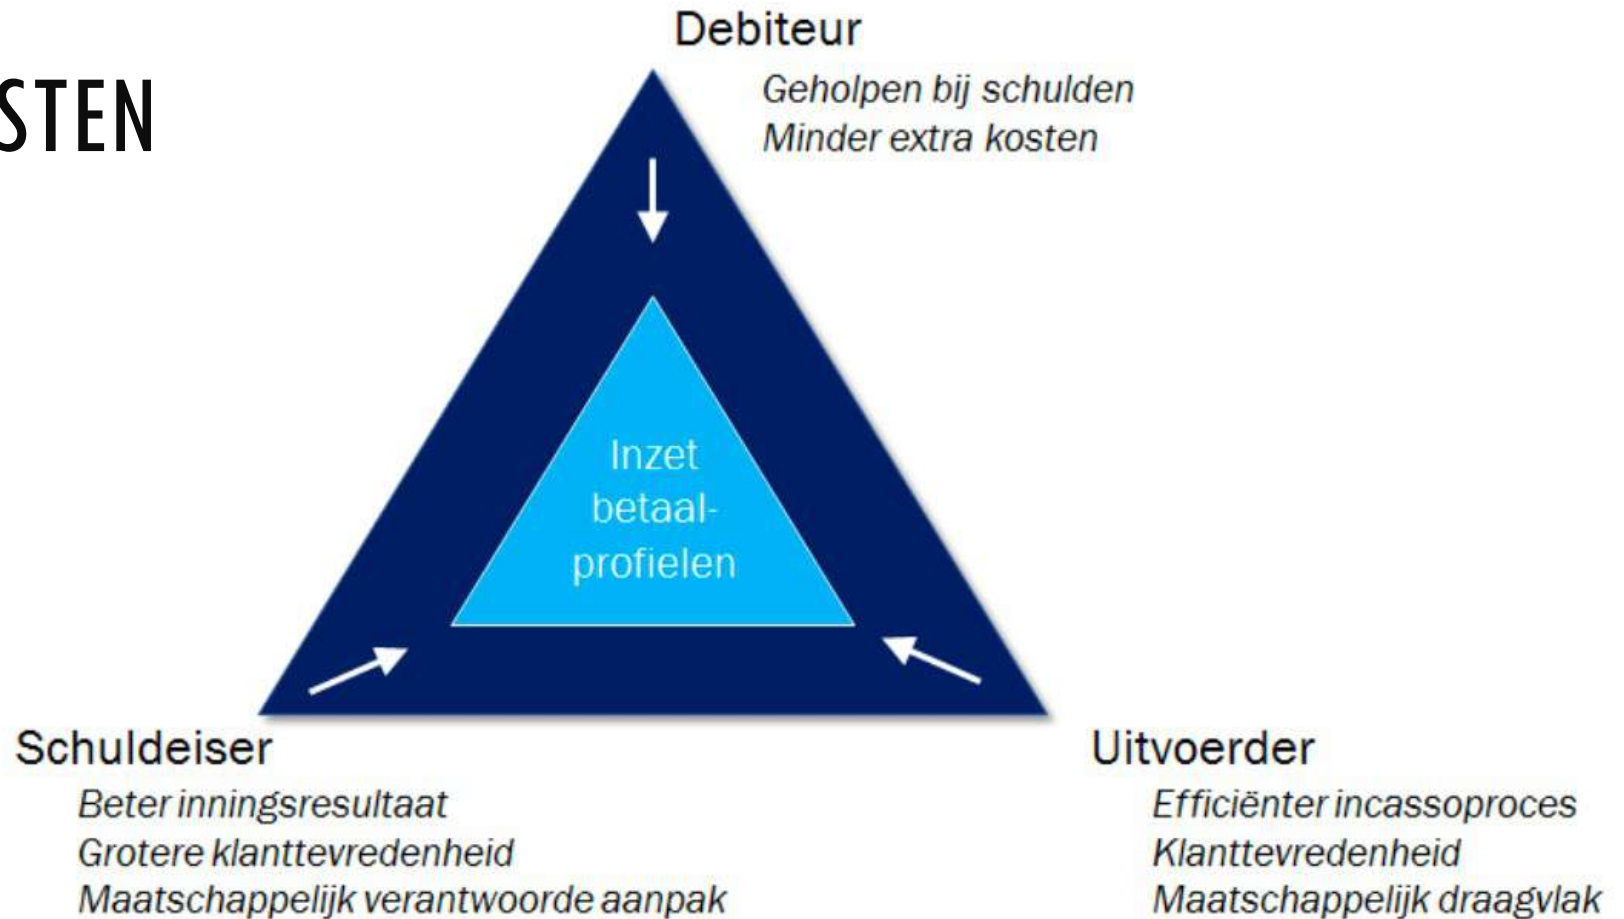 STEN
Debiteur
Geholpen bij schulden
Minder extra kosten
Inzet
betaal-
profielen
Schuldeiser
Beter inningsresultaat
Grotere klanttevredenheid
Maatschappelijk verantwoorde aanpak
Uitvoerder
Efficiënter incassoproces
Klanttevredenheid
Maatschappelijk draagvlak